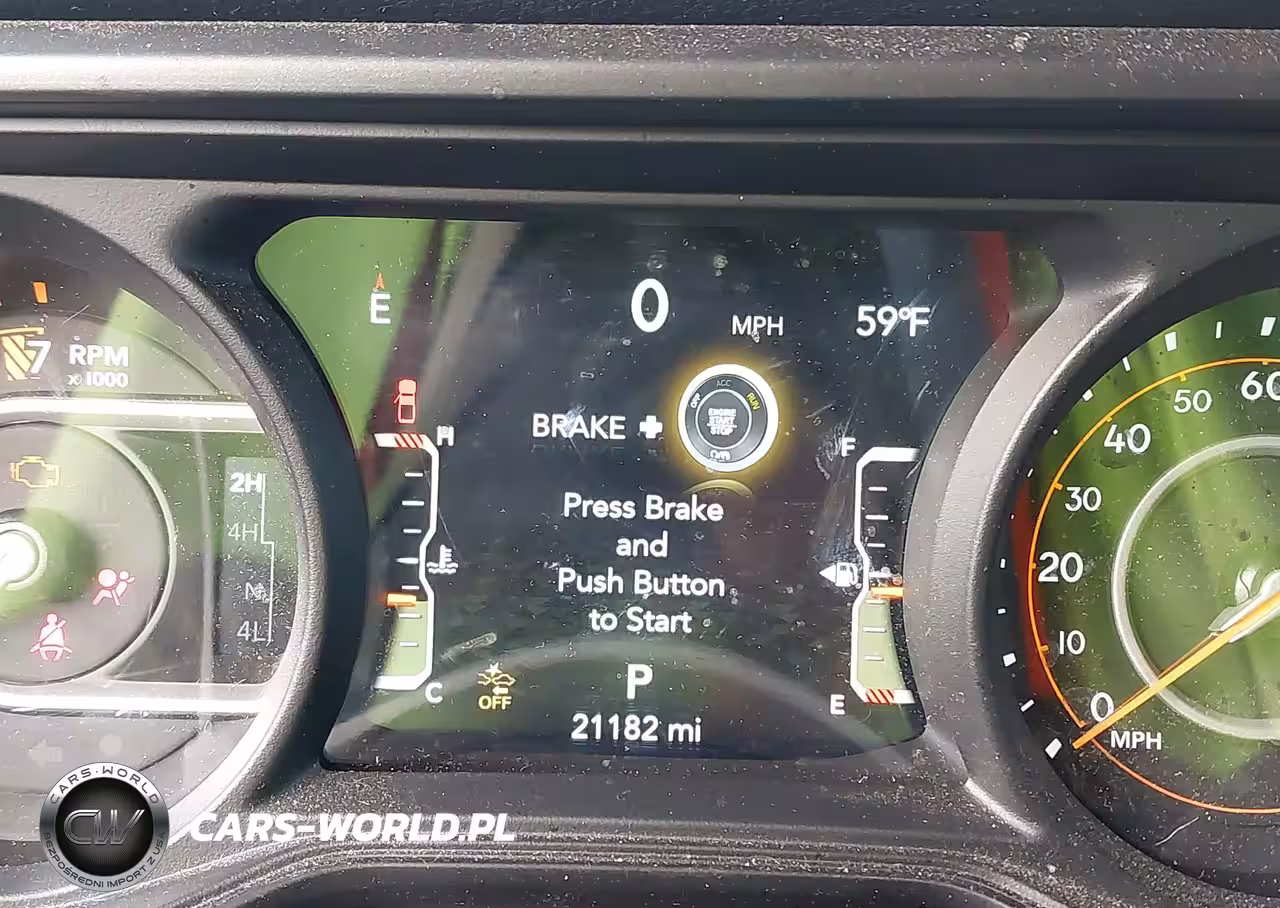 E
0
MPH
59°F
7
RPM
x 1000
BRAKE +
OFF ACC RUN
ENGINE
START
STOP
H
F
2H
4H
N
4L
Press Brake
and
Push Button
to Start
C
OFF
P
E
21182 mi
60
50
40
30
20
10
0
MPH
CARS-WORLD
CW
BEZPOŚREDNI IMPORT Z USA
CARS-WORLD.PL